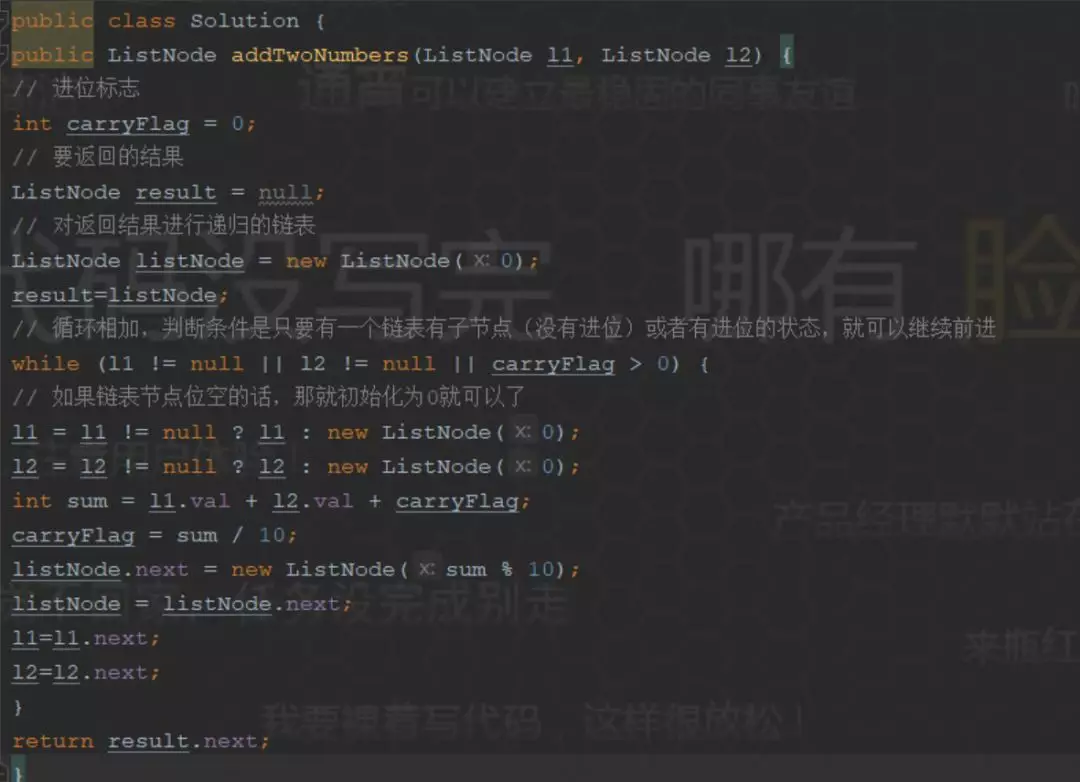 public class Solution {
public ListNode addTwoNumbers(ListNode l1, ListNode l2) {
// 进位标志
int carryFlag = 0;
// 要返回的结果
ListNode result = null;
// 对返回结果进行递归的链表
ListNode listNode = new ListNode( x: 0);
result=listNode;
// 循环相加，判断条件是只要有一个链表有子节点（没有进位）或者有进位的状态，就可以继续前进
while (l1 != null || l2 != null || carryFlag > 0) {
// 如果链表节点位空的话，那就初始化为0就可以了
l1 = l1 != null ? l1 : new ListNode( x: 0);
l2 = l2 != null ? l2 : new ListNode( x: 0);
int sum = l1.val + l2.val + carryFlag;
carryFlag = sum / 10;
listNode.next = new ListNode( x: sum % 10);
listNode = listNode.next;
l1=l1.next;
l2=l2.next;
}
return result.next;
}
通宵可以建立最稳固的同事友谊
代码没写完，哪有脸
产品经理默默站在
任务没完成别走
来瓶红
我要摸着写代码 这样很放松！